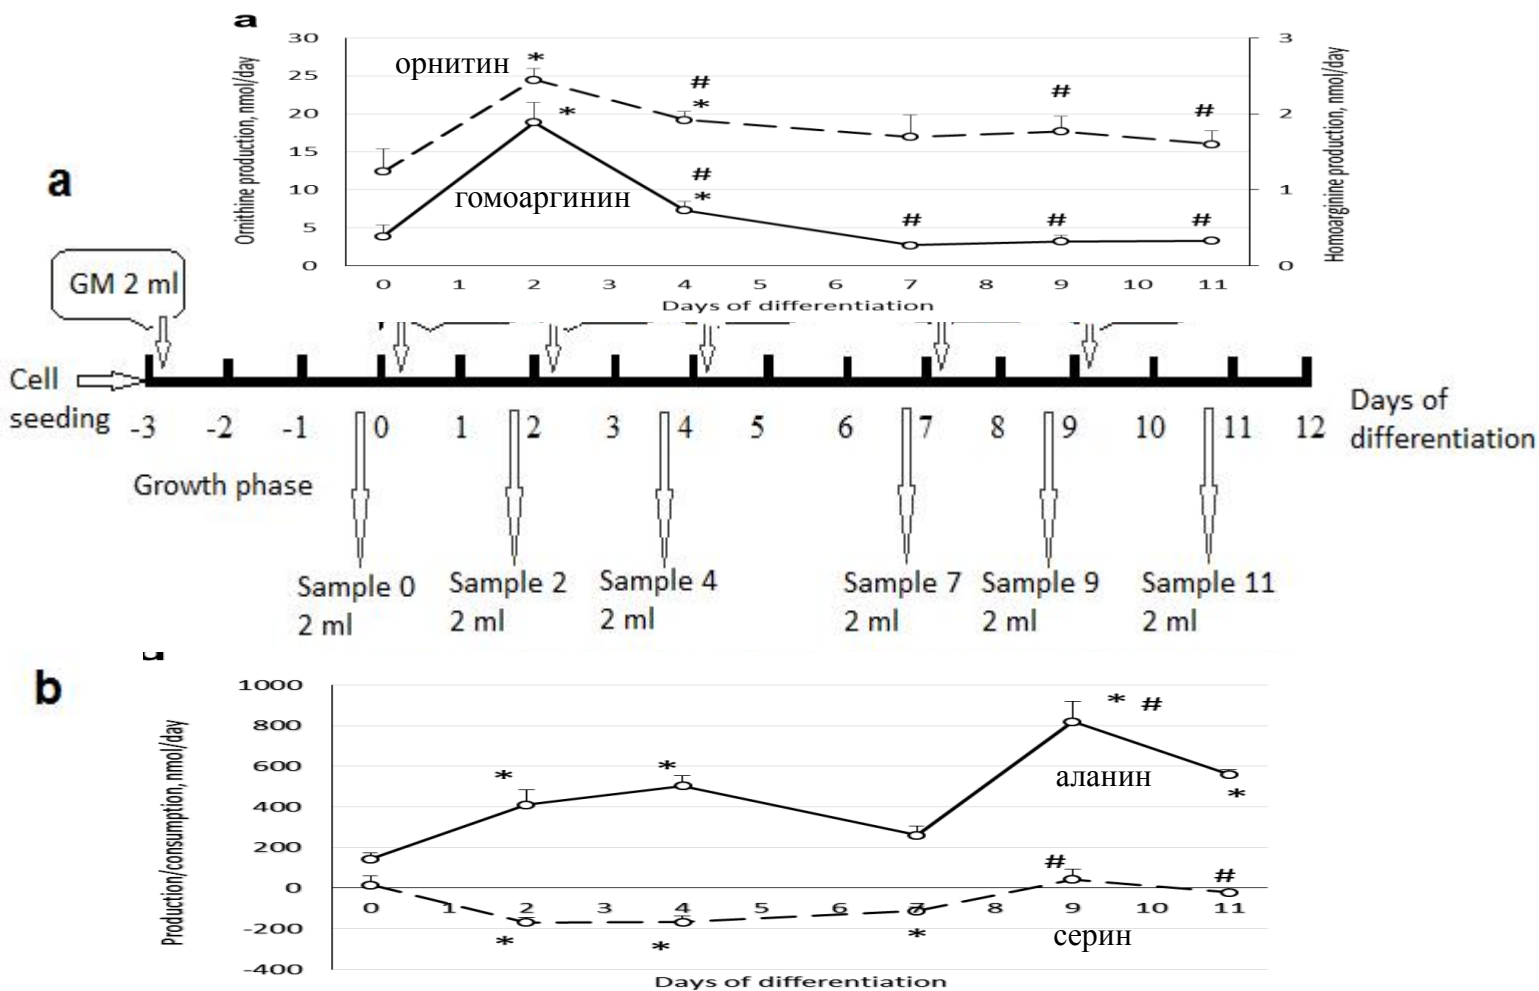 a
30
25
20
15
10
5
0
Ornithine production, nmol/day
3
2
1
0
Homoarginine production, nmol/day
орнитин
*
*
#
*
#
#
гомоаргинин
#
*
#
#
#
0 1 2 3 4 5 6 7 8 9 10 11
Days of differentiation
a
GM 2 ml
Cell
seeding
-3 -2 -1 0 1 2 3 4 5 6 7 8 9 10 11 12
Days of
differentiation
Growth phase
Sample 0
2 ml
Sample 2
2 ml
Sample 4
2 ml
Sample 7
2 ml
Sample 9
2 ml
Sample 11
2 ml
b
1000
800
600
400
200
0
-200
-400
Production/consumption, nmol/day
*
*
* #
аланин
*
#
#
0 1 2 3 4 5 6 7 8 9 10 11
*
*
*
серин
Days of differentiation